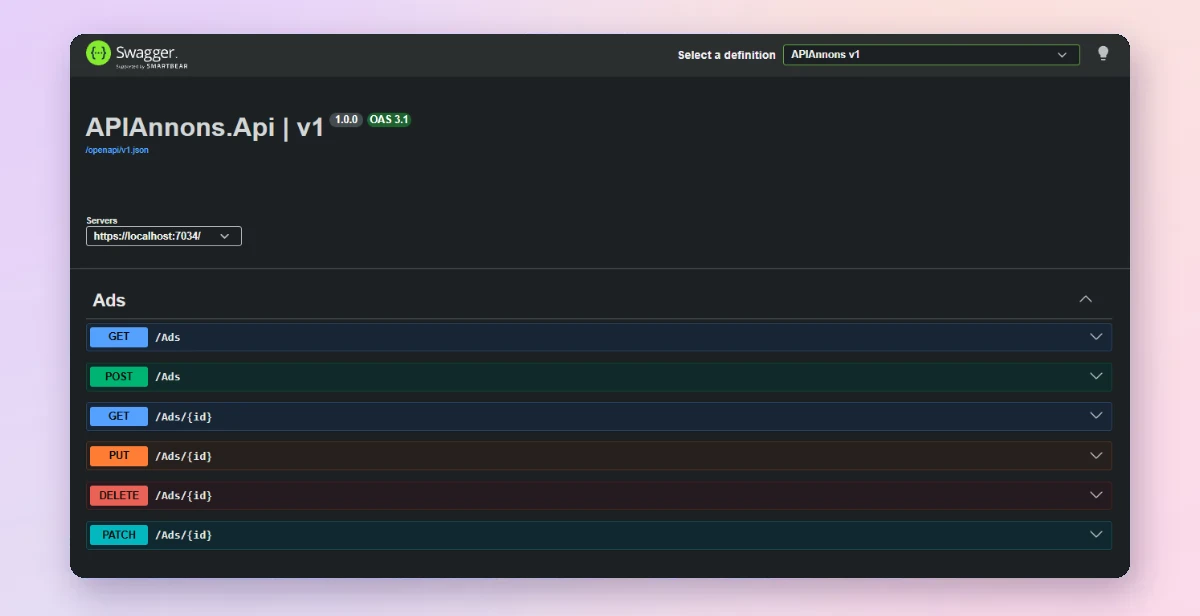 {...} Swagger.
Supported by SMARTBEAR
Select a definition
APIAnnons v1
APIAnnons.Api | v1 1.0.0 OAS 3.1
/openapi/v1.json
Servers
https://localhost:7034/
Ads
GET /Ads
POST /Ads
GET /Ads/{id}
PUT /Ads/{id}
DELETE /Ads/{id}
PATCH /Ads/{id}